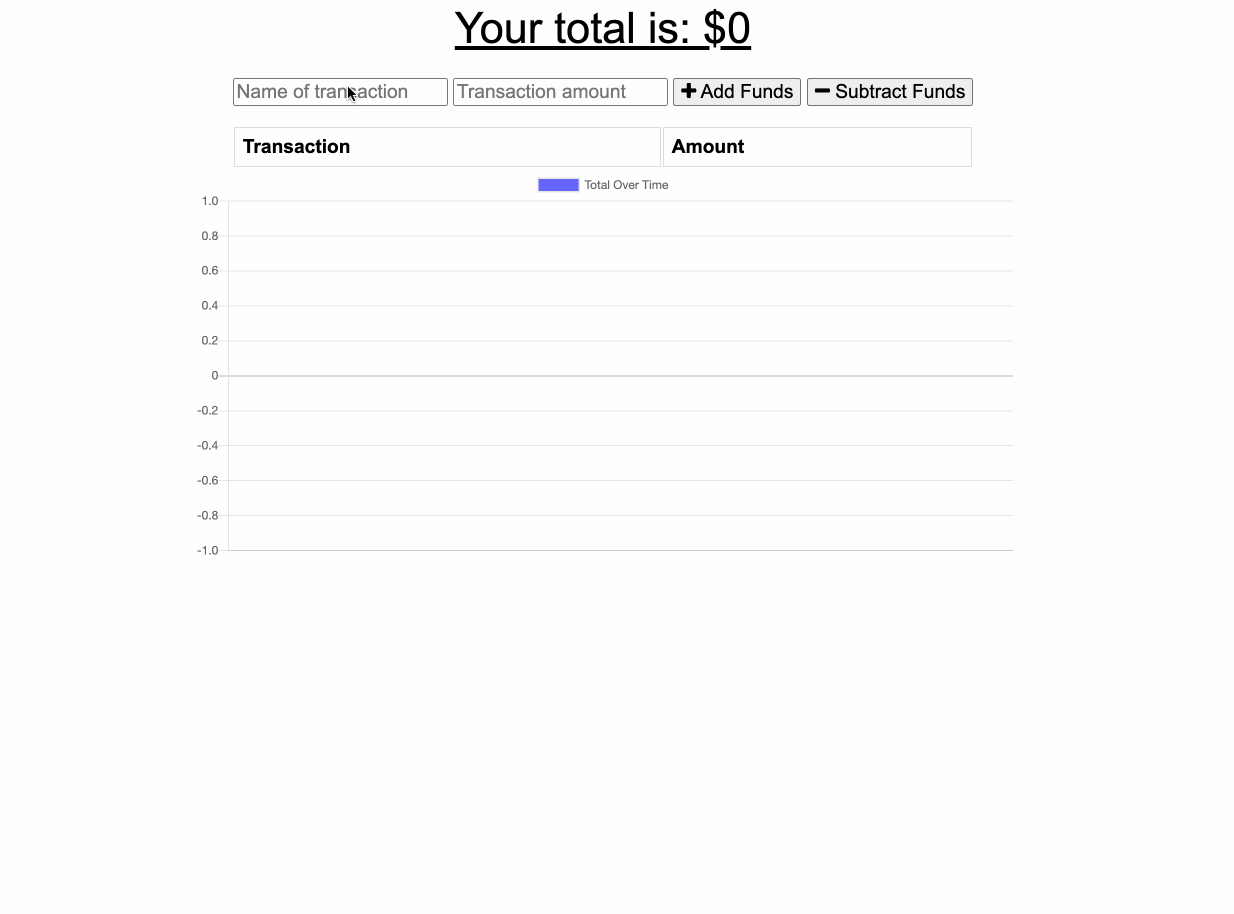 Your total is: $0
Name of transaction Transaction amount Add Funds Subtract Funds
Transaction Amount
Total Over Time
1.0
0.8
0.6
0.4
0.2
0
-0.2
-0.4
-0.6
-0.8
-1.0